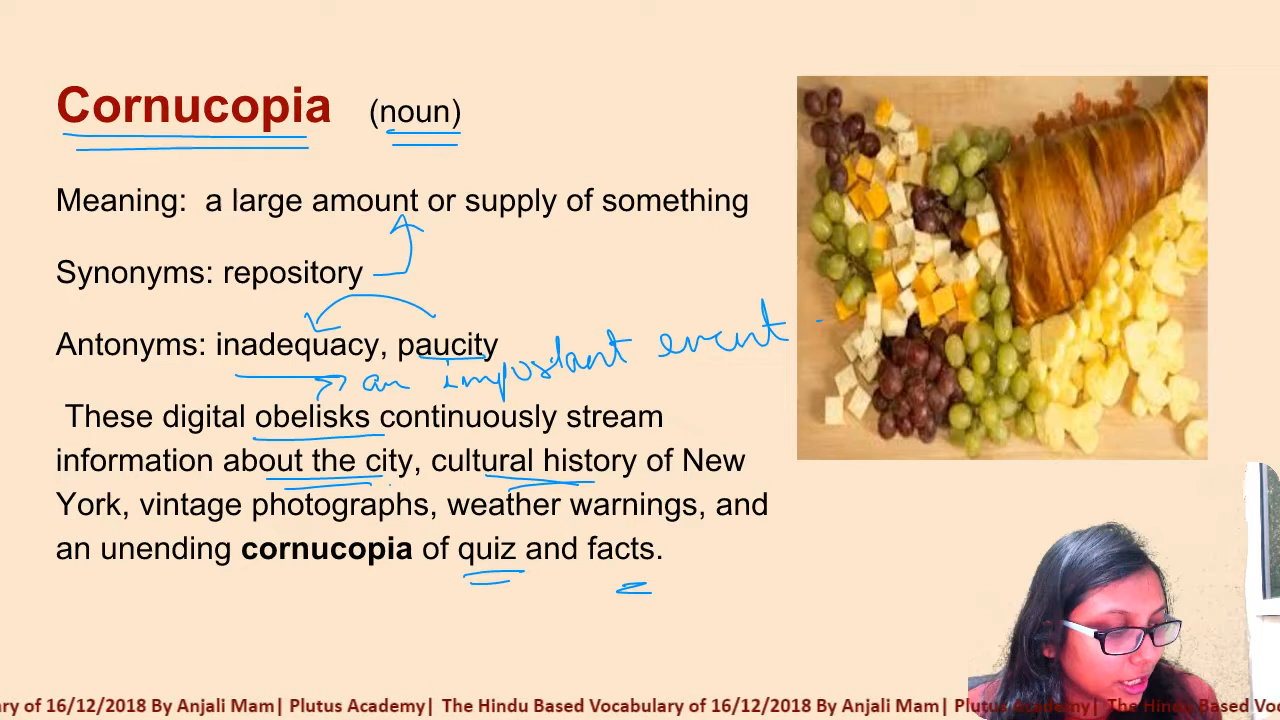 Cornucopia (noun)
Meaning: a large amount or supply of something
Synonyms: repository
Antonyms: inadequacy, paucity
an important event
These digital obelisks continuously stream
information about the city, cultural history of New
York, vintage photographs, weather warnings, and
an unending cornucopia of quiz and facts.
ry of 16/12/2018 By Anjali Mam| Plutus Academy| The Hindu Based Vocabulary of 16/12/2018 By Anjali Mam| Plutus Academy| The Hindu Based Vo